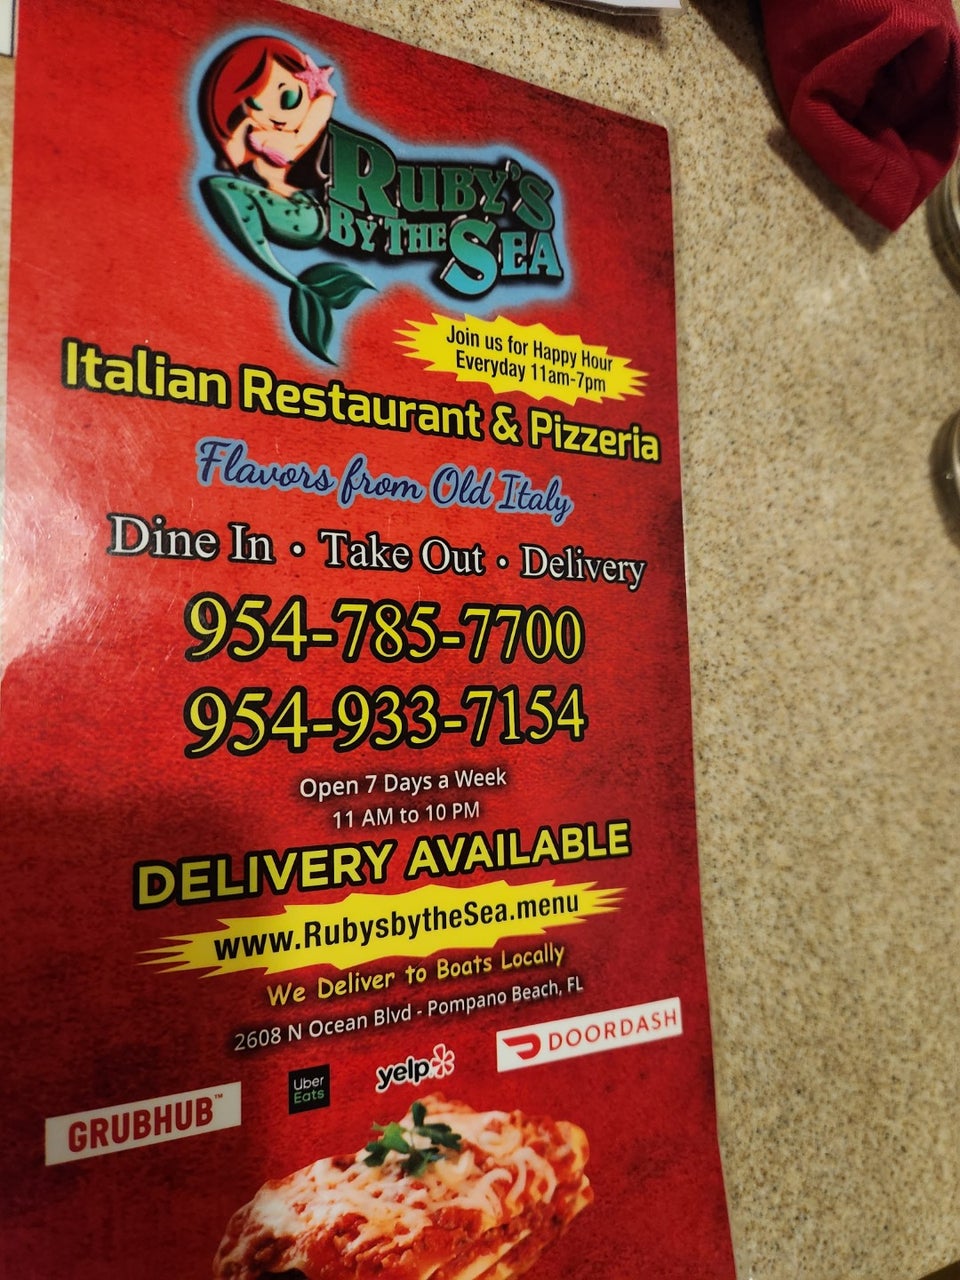 RUBY'S
BY THE SEA
Join us for Happy Hour
Everyday 11am-7pm
Italian Restaurant & Pizzeria
Flavors from Old Italy
Dine In • Take Out • Delivery
954-785-7700
954-933-7154
Open 7 Days a Week
11 AM to 10 PM
DELIVERY AVAILABLE
www.RubysbytheSea.menu
We Deliver to Boats Locally
2608 N Ocean Blvd - Pompano Beach, FL
GRUBHUB™
Uber
Eats
yelp
DOORDASH